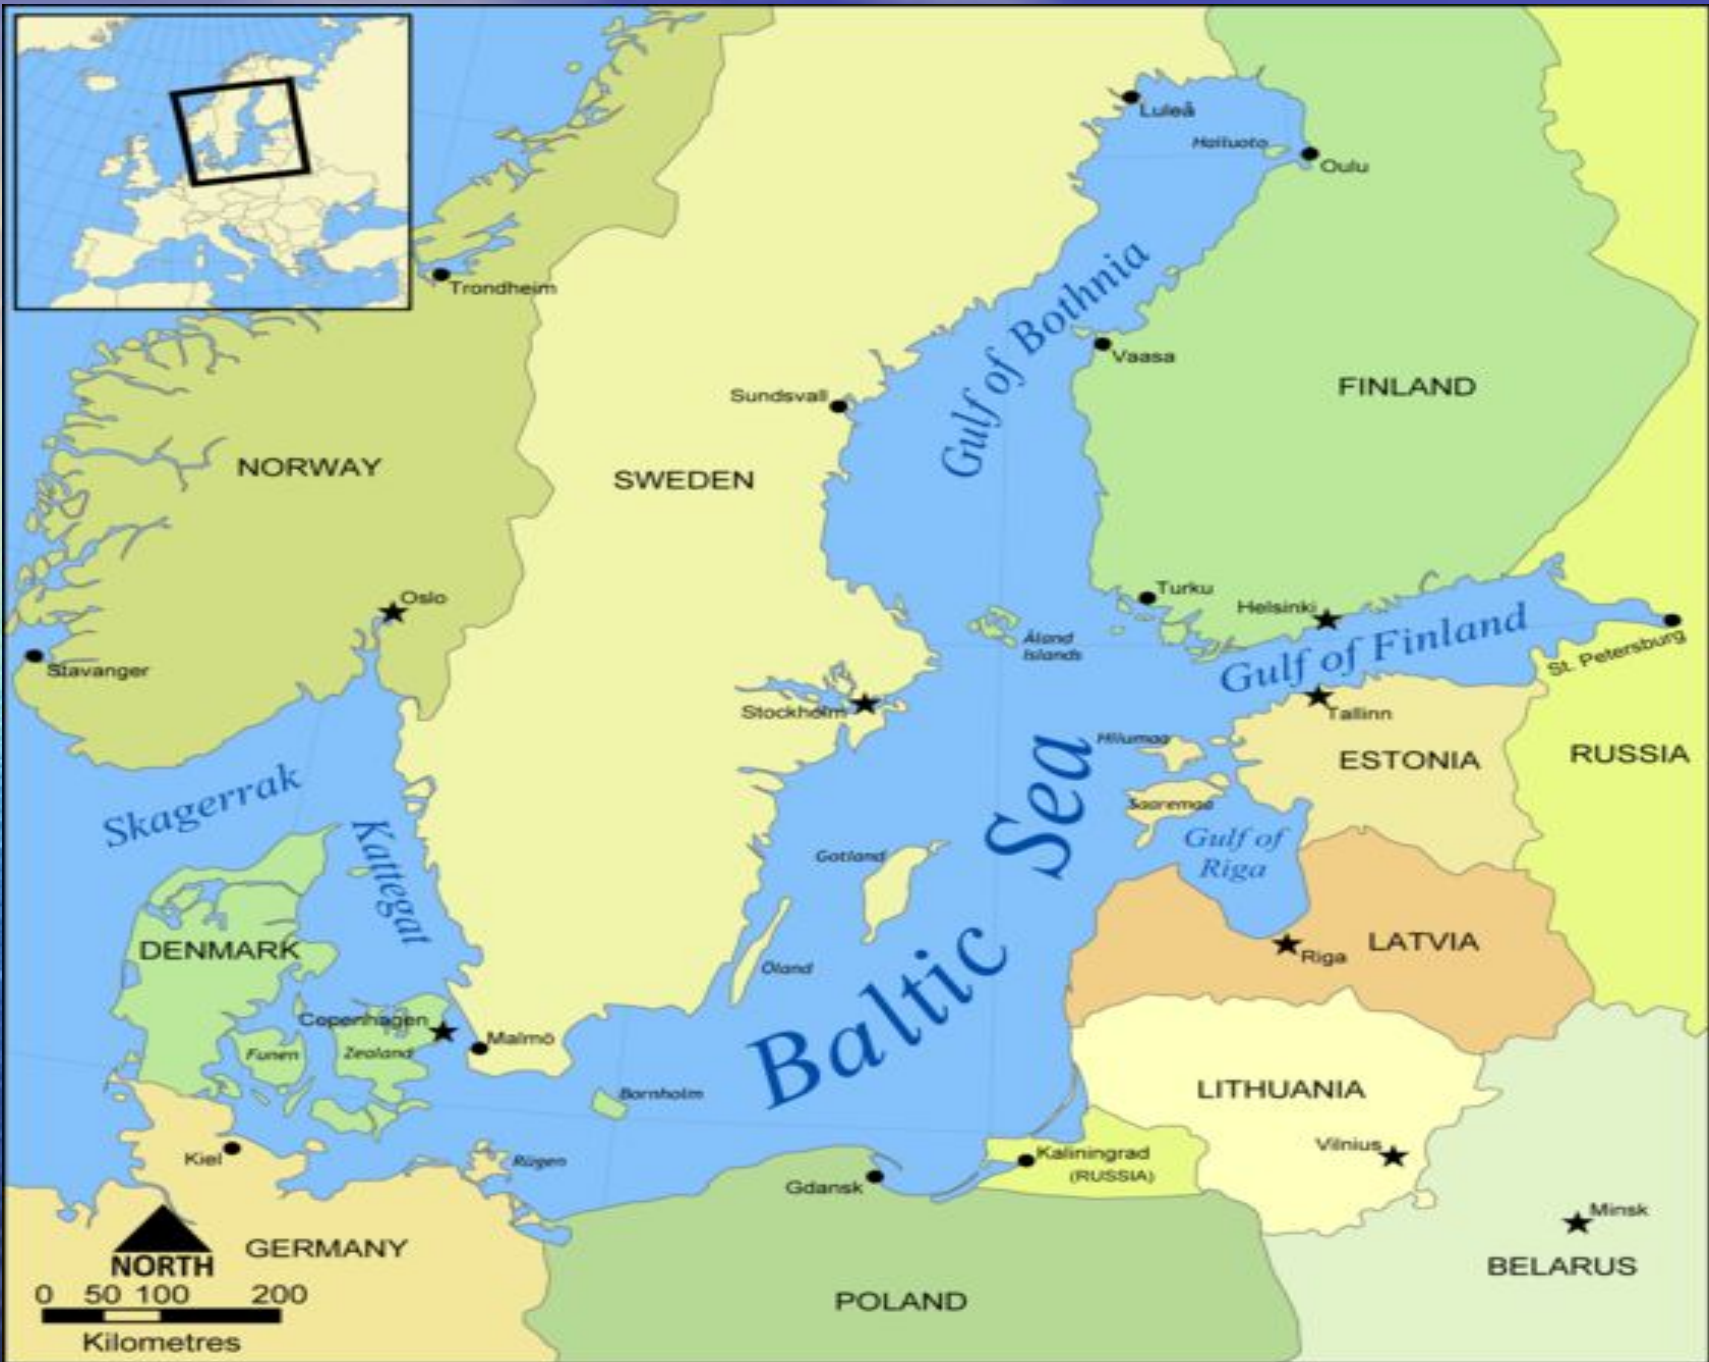 Luleå
Hailuoto
Oulu
Trondheim
Gulf of Bothnia
Vaasa
Sundsvall
FINLAND
NORWAY
SWEDEN
Turku
Oslo
Helsinki
Gulf of Finland
Åland
Islands
St. Petersburg
Stavanger
Stockholm
Tallinn
Hiiumaa
ESTONIA
RUSSIA
Skagerrak
Kattegat
Saaremaa
Gulf of
Riga
Gotland
Baltic Sea
DENMARK
LATVIA
Riga
Öland
Copenhagen
Malmö
Funen
Zealand
Bornholm
LITHUANIA
Vilnius
Kaliningrad
(RUSSIA)
Kiel
Rügen
Gdansk
Minsk
GERMANY
BELARUS
POLAND
NORTH
0 50 100 200
Kilometres